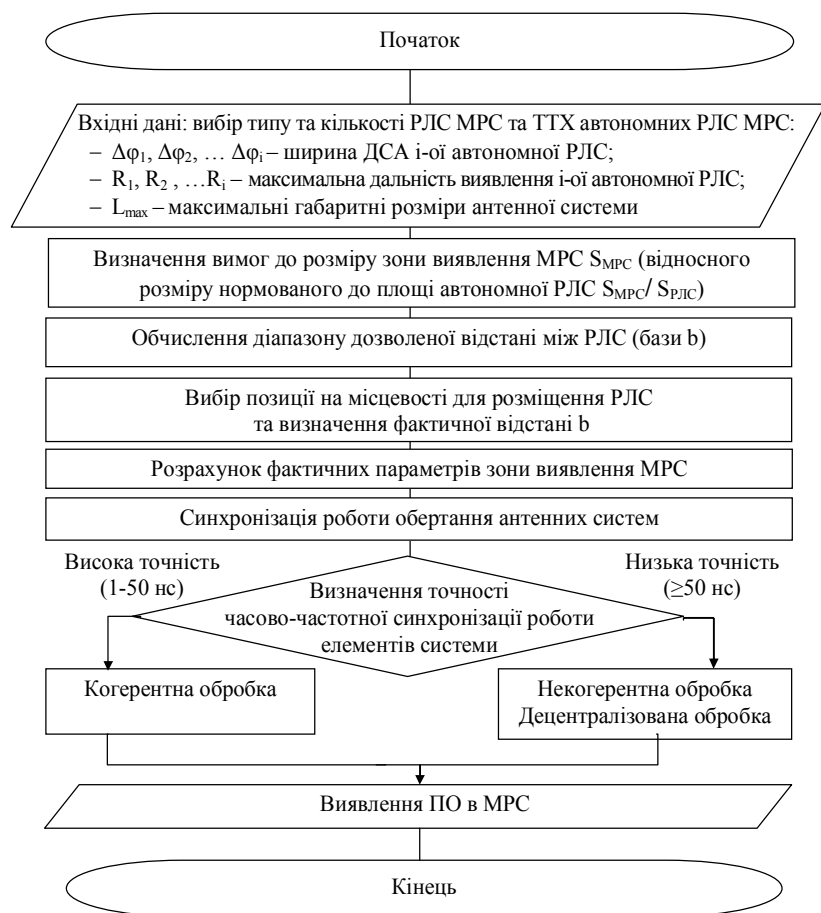 Початок
Вхідні дані: вибір типу та кількості РЛС МРС та ТТХ автономних РЛС МРС:
– Δφ₁, Δφ₂, … Δφᵢ – ширина ДСА і-ої автономної РЛС;
– R₁, R₂ , …Rᵢ – максимальна дальність виявлення і-ої автономної РЛС;
– Lmax – максимальні габаритні розміри антенної системи
Визначення вимог до розміру зони виявлення МРС SМРС (відносного
розміру нормованого до площі автономної РЛС SМРС/ SРЛС)
Обчислення діапазону дозволеної відстані між РЛС (бази b)
Вибір позиції на місцевості для розміщення РЛС
та визначення фактичної відстані b
Розрахунок фактичних параметрів зони виявлення МРС
Синхронізація роботи обертання антенних систем
Висока точність
(1-50 нс)
Низька точність
(≥50 нс)
Визначення точності
часово-частотної синхронізації роботи
елементів системи
Когерентна обробка
Некогерентна обробка
Децентралізована обробка
Виявлення ПО в МРС
Кінець